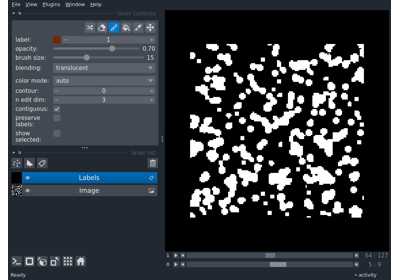 File View Plugins Window Help
layer controls
label: 1
opacity: 0.70
brush size: 15
blending: translucent
color mode: auto
contour: 0
n edit dim: 3
contiguous:
preserve
labels:
show
selected:
layer list
Labels
Image
1 64 127
0 5 9
Ready activity